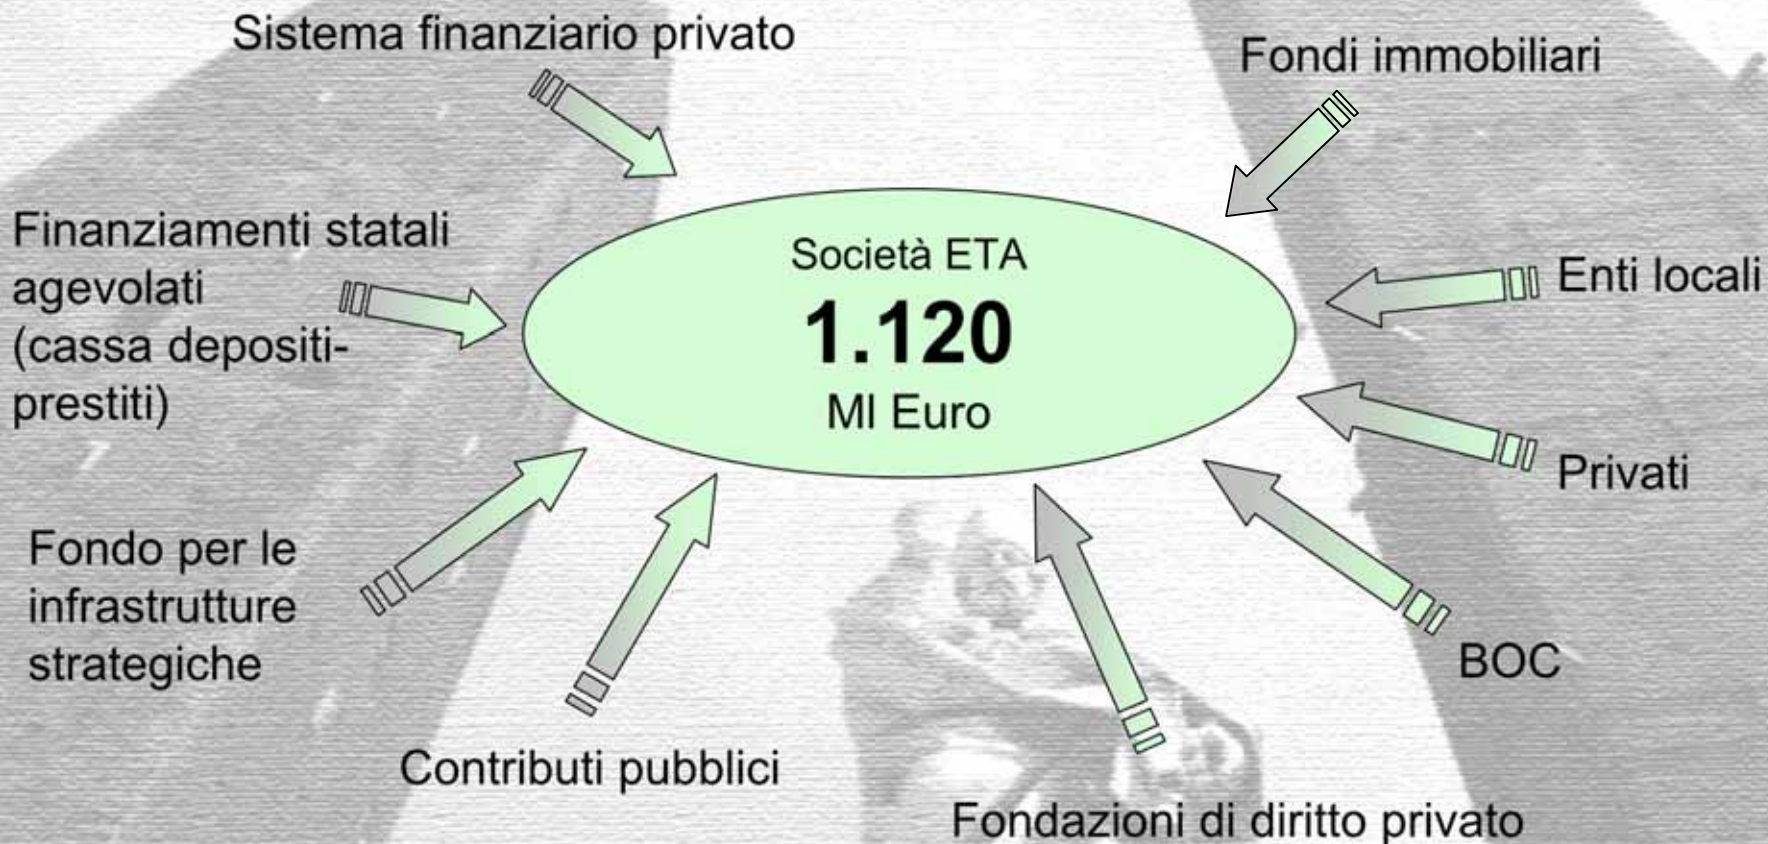 Sistema finanziario privato
Fondi immobiliari
Finanziamenti statali
agevolati
(cassa depositi-
prestiti)
Società ETA
1.120
Ml Euro
Enti locali
Privati
Fondo per le
infrastrutture
strategiche
BOC
Contributi pubblici
Fondazioni di diritto privato